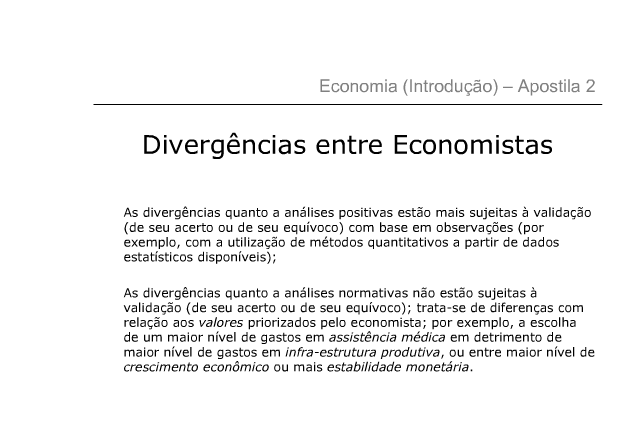 Economia (Introdução) – Apostila 2
Divergências entre Economistas
As divergências quanto a análises positivas estão mais sujeitas à validação
(de seu acerto ou de seu equívoco) com base em observações (por
exemplo, com a utilização de métodos quantitativos a partir de dados
estatísticos disponíveis);
As divergências quanto a análises normativas não estão sujeitas à
validação (de seu acerto ou de seu equívoco); trata-se de diferenças com
relação aos valores priorizados pelo economista; por exemplo, a escolha
de um maior nível de gastos em assistência médica em detrimento de
maior nível de gastos em infra-estrutura produtiva, ou entre maior nível de
crescimento econômico ou mais estabilidade monetária.